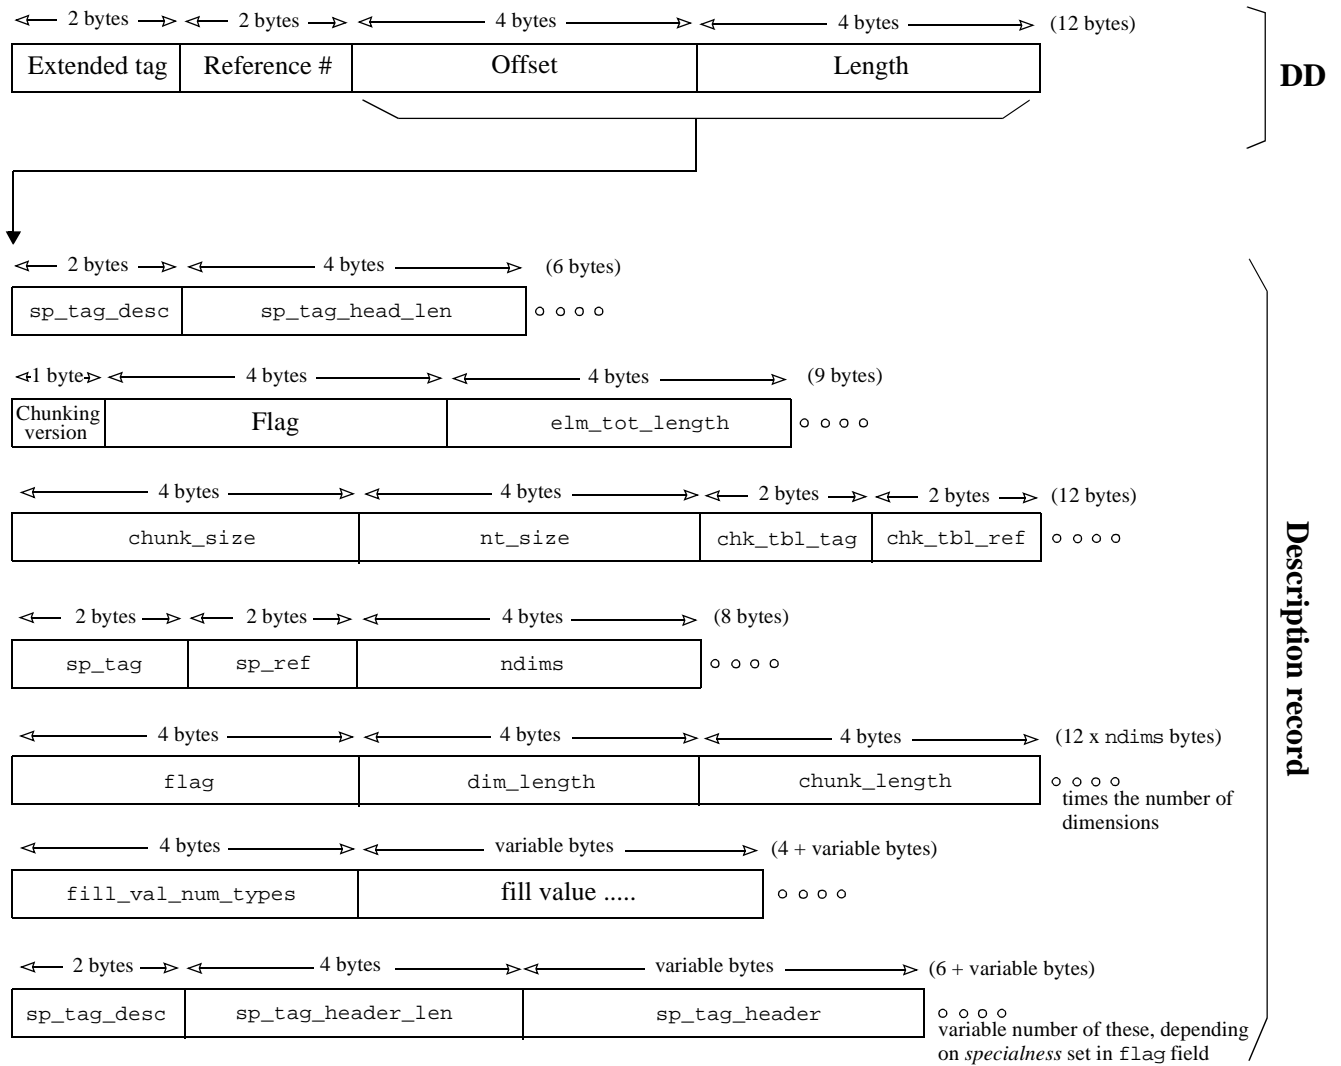 2 bytes 2 bytes 4 bytes 4 bytes (12 bytes)
Extended tag Reference # Offset Length
DD
2 bytes 4 bytes (6 bytes)
sp_tag_desc sp_tag_head_len
1 byte 4 bytes 4 bytes (9 bytes)
Chunking version Flag elm_tot_length
4 bytes 4 bytes 2 bytes 2 bytes (12 bytes)
chunk_size nt_size chk_tbl_tag chk_tbl_ref
2 bytes 2 bytes 4 bytes (8 bytes)
sp_tag sp_ref ndims
4 bytes 4 bytes 4 bytes (12 x ndims bytes)
flag dim_length chunk_length
times the number of
dimensions
4 bytes variable bytes (4 + variable bytes)
fill_val_num_types fill value .....
2 bytes 4 bytes variable bytes (6 + variable bytes)
sp_tag_desc sp_tag_header_len sp_tag_header
variable number of these, depending
on specialness set in flag field
Description record